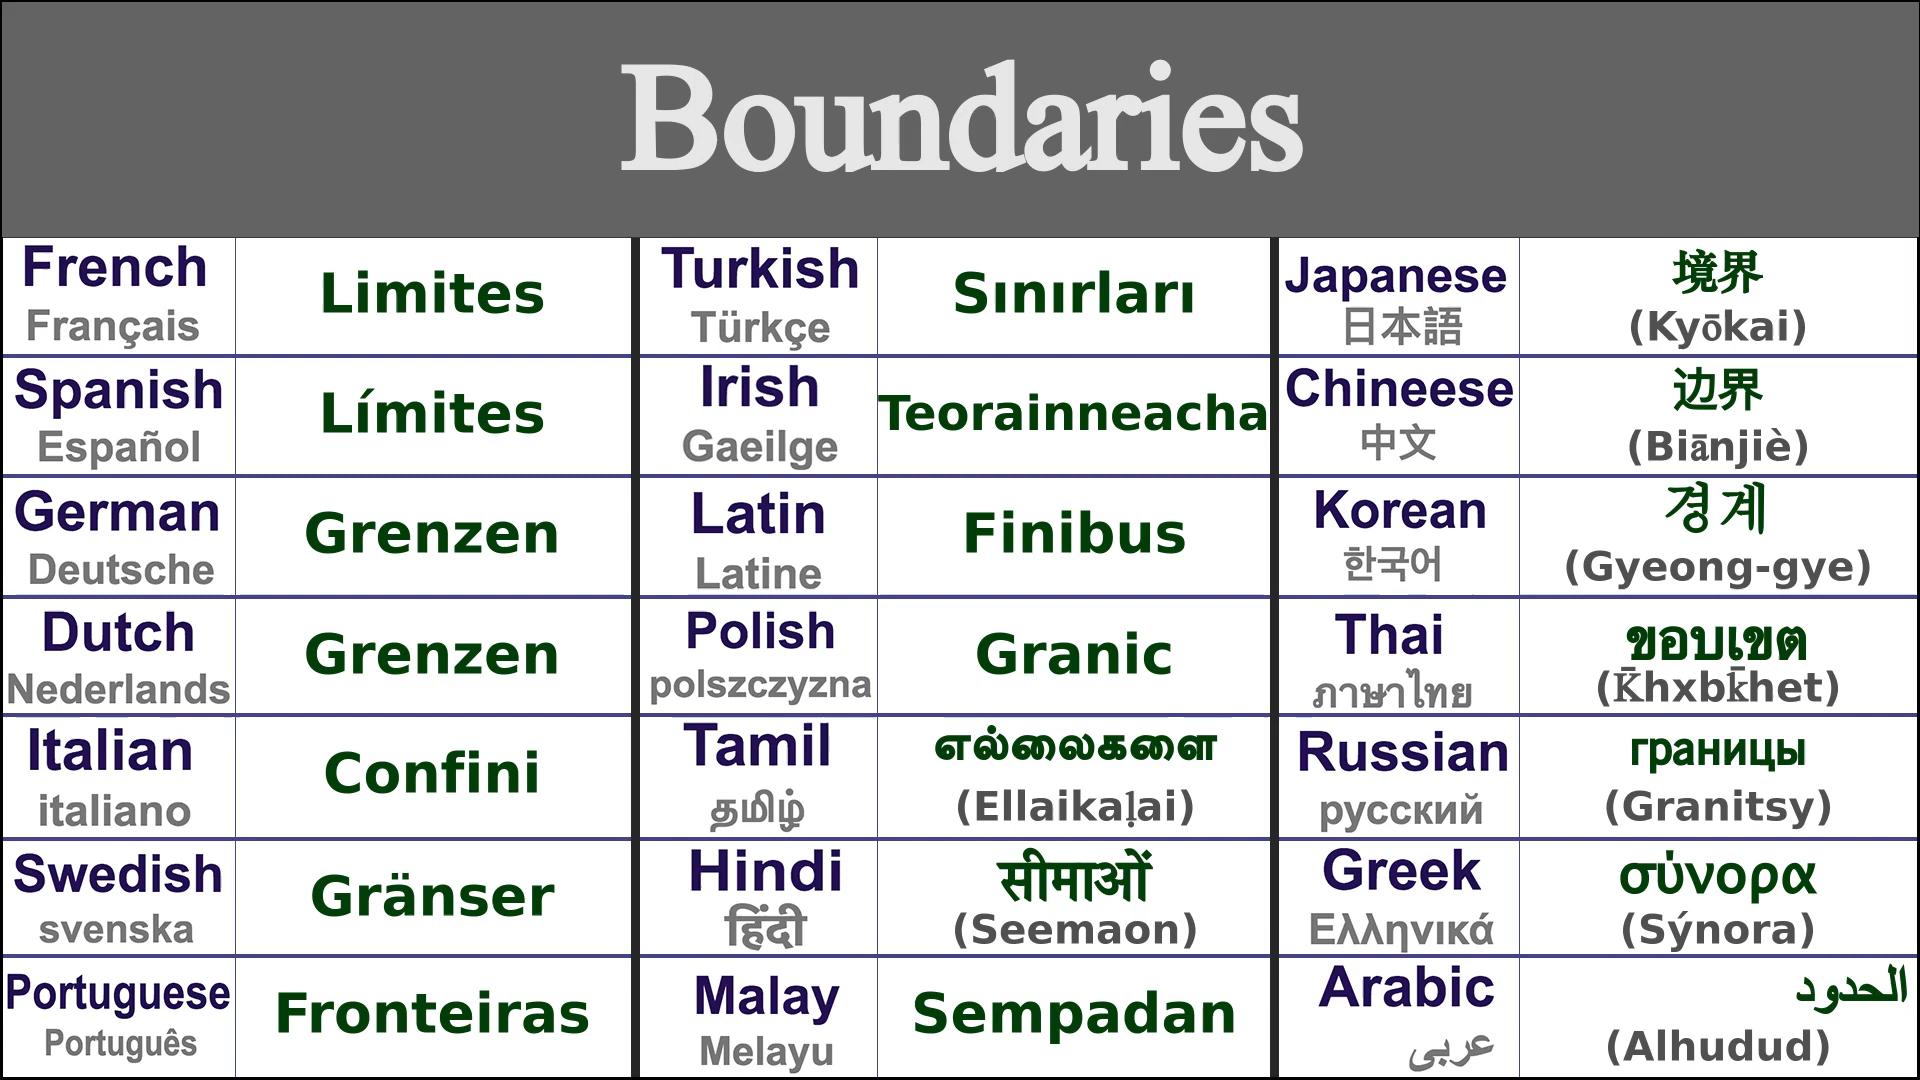 Boundaries
French
Français
Limites
Turkish
Türkçe
Sınırları
Japanese
日本語
境界
(Kyōkai)
Spanish
Español
Límites
Irish
Gaeilge
Teorainneacha
Chineese
中文
边界
(Biānjiè)
German
Deutsche
Grenzen
Latin
Latine
Finibus
Korean
한국어
경계
(Gyeong-gye)
Dutch
Nederlands
Grenzen
Polish
polszczyzna
Granic
Thai
ภาษาไทย
ขอบเขต
(K̄hxbk̄het)
Italian
italiano
Confini
Tamil
தமிழ்
எல்லைகளை
(Ellaikaḷai)
Russian
русский
границы
(Granitsy)
Swedish
svenska
Gränser
Hindi
हिंदी
सीमाओं
(Seemaon)
Greek
Ελληνικά
σύνορα
(Sýnora)
Portuguese
Português
Fronteiras
Malay
Melayu
Sempadan
Arabic
عربى
الحدود
(Alhudud)